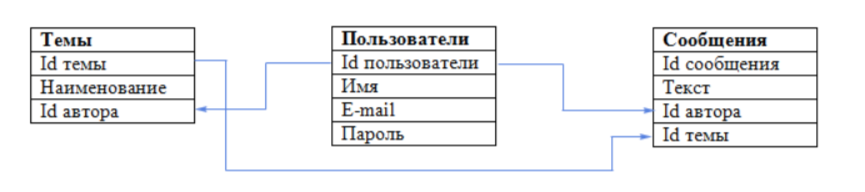 Темы
Id темы
Наименование
Id автора
Пользователи
Id пользователи
Имя
E-mail
Пароль
Сообщения
Id сообщения
Текст
Id автора
Id темы